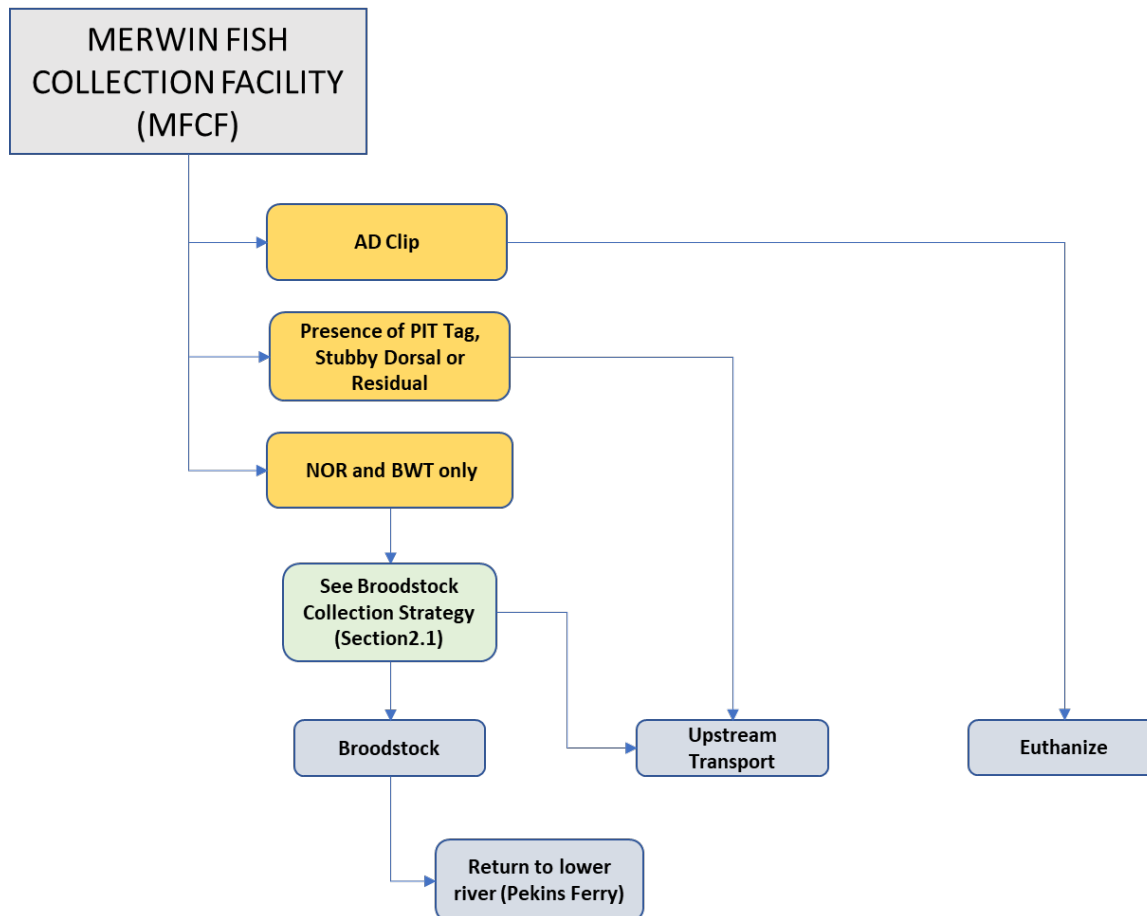 MERWIN FISH
COLLECTION FACILITY
(MFCF)
AD Clip
Presence of PIT Tag,
Stubby Dorsal or
Residual
NOR and BWT only
See Broodstock
Collection Strategy
(Section2.1)
Broodstock
Upstream
Transport
Euthanize
Return to lower
river (Pekins Ferry)